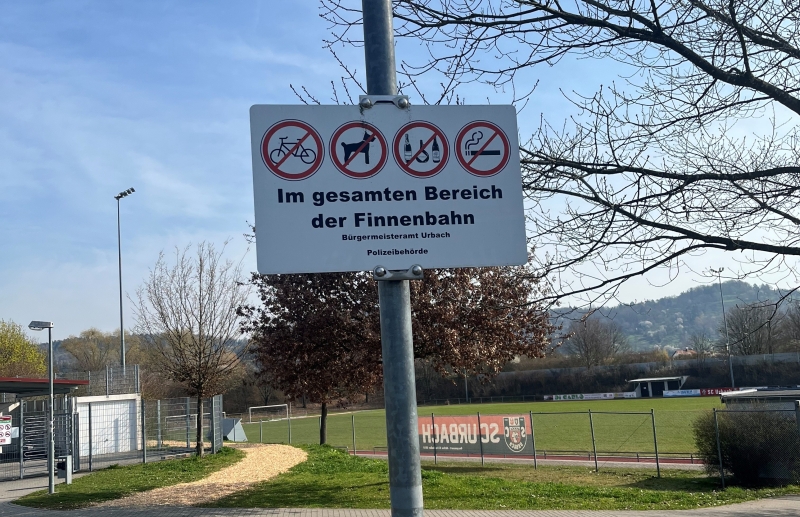 Im gesamten Bereich
der Finnenbahn
Bürgermeisteramt Urbach
Polizeibehörde
SC URBACH